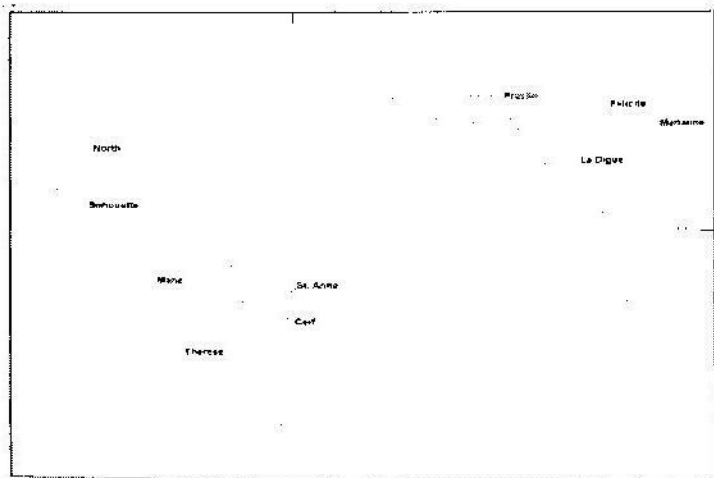 Praslin
Felicite
Marianne
North
La Digue
Silhouette
Mahe
St. Anne
Cerf
Therese